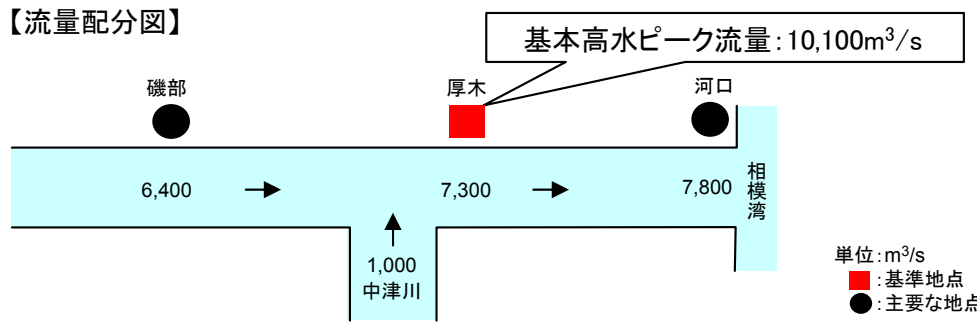 【流量配分図】
基本高水ピーク流量:10,100m³/s
磯部
厚木
河口
6,400
7,300
7,800
相模湾
1,000
中津川
単位:m³/s
:基準地点
:主要な地点